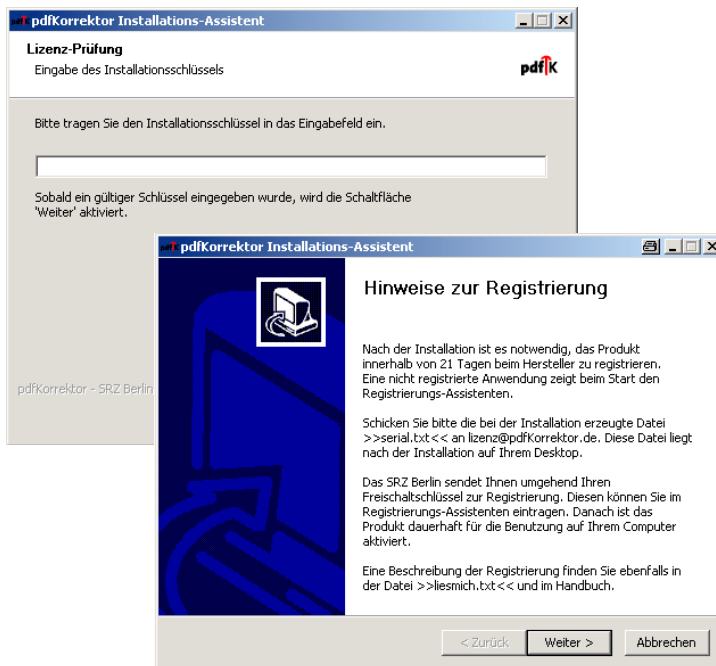 pdfKorrektor Installations-Assistent
Lizenz-Prüfung
Eingabe des Installationsschlüssels
pdfK
Bitte tragen Sie den Installationsschlüssel in das Eingabefeld ein.
Sobald ein gültiger Schlüssel eingegeben wurde, wird die Schaltfläche
'Weiter' aktiviert.
pdfKorrektor - SRZ Berlin
pdfKorrektor Installations-Assistent
Hinweise zur Registrierung
Nach der Installation ist es notwendig, das Produkt
innerhalb von 21 Tagen beim Hersteller zu registrieren.
Eine nicht registrierte Anwendung zeigt beim Start den
Registrierungs-Assistenten.
Schicken Sie bitte die bei der Installation erzeugte Datei
>>serial.txt<< an lizenz@pdfKorrektor.de. Diese Datei liegt
nach der Installation auf Ihrem Desktop.
Das SRZ Berlin sendet Ihnen umgehend Ihren
Freischaltschlüssel zur Registrierung. Diesen können Sie im
Registrierungs-Assistenten eintragen. Danach ist das
Produkt dauerhaft für die Benutzung auf Ihrem Computer
aktiviert.
Eine Beschreibung der Registrierung finden Sie ebenfalls in
der Datei >>liesmich.txt<< und im Handbuch.
< Zurück
Weiter >
Abbrechen